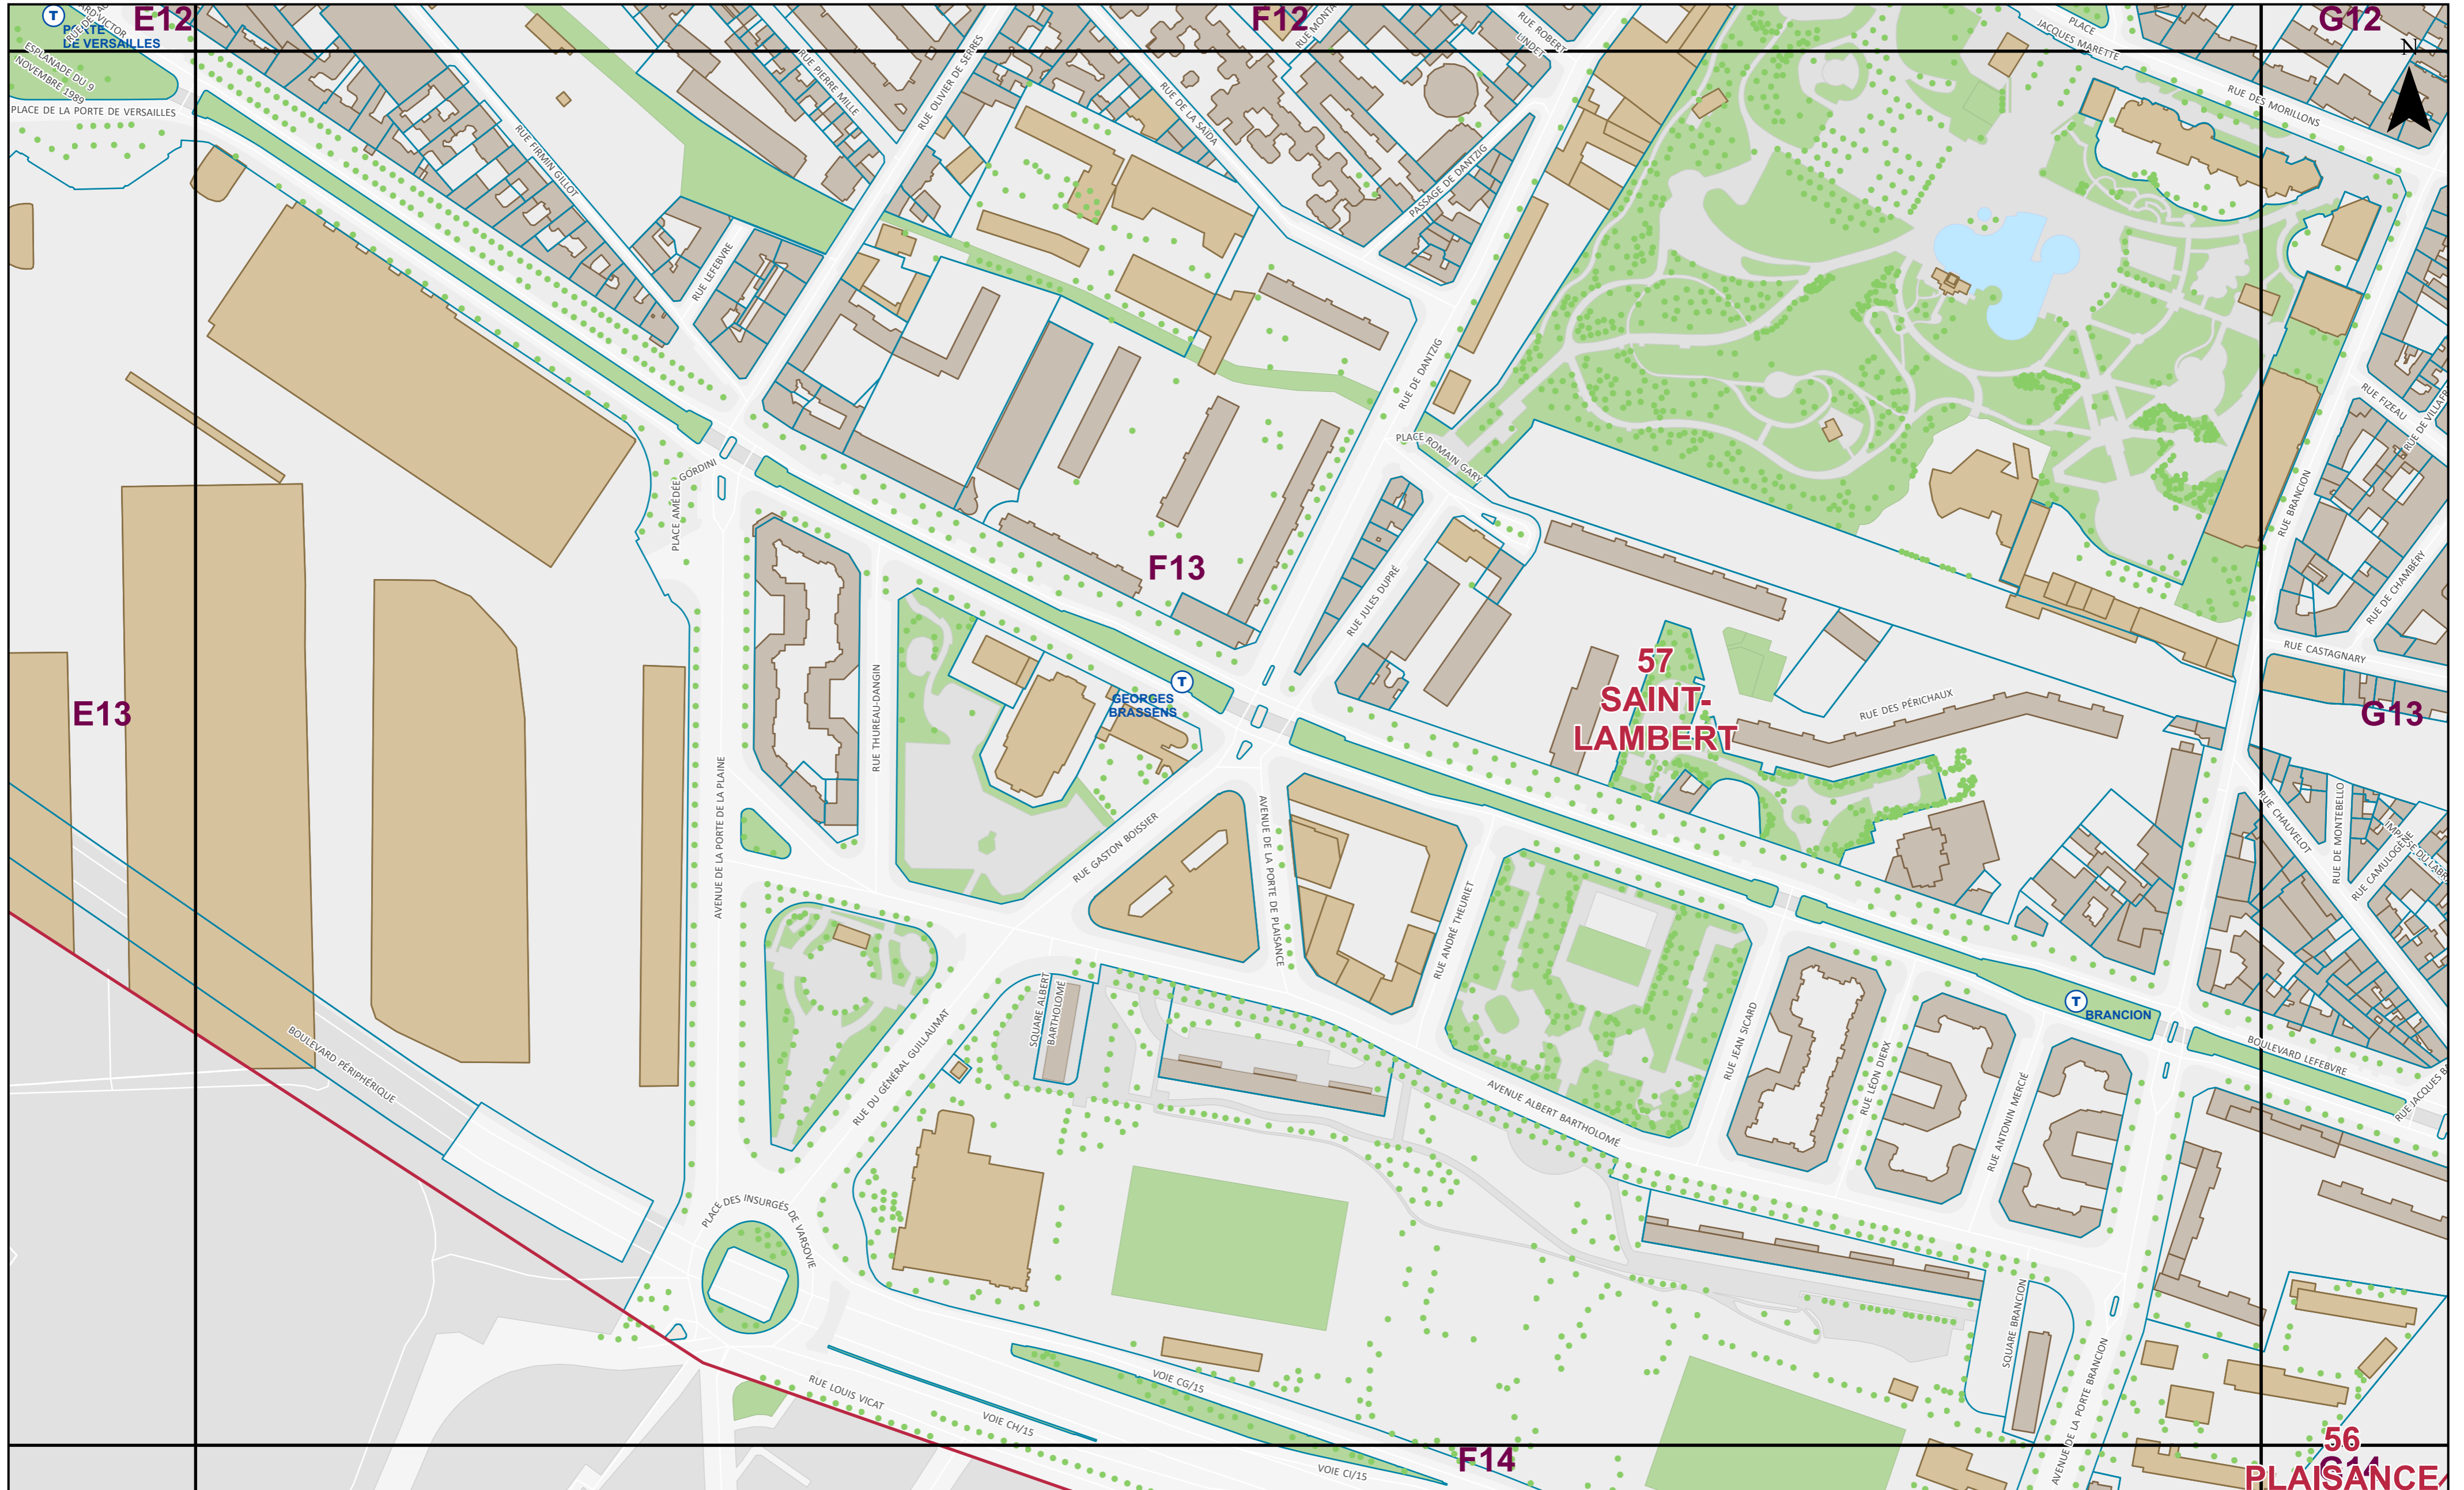 E12
F12
G12
PORTE
DE VERSAILLES
ESPLANADE DU 9
NOVEMBRE 1989
PLACE DE LA PORTE DE VERSAILLES
RUE FIRMIN GILLOT
RUE PIERRE MILLE
RUE OLIVIER DE SERRES
RUE DE LA SAÏDA
RUE ROBERT
LINDET
PASSAGE DE DANTZIG
PLACE
JACQUES MARETTE
RUE DES MORILLONS
N
RUE LEFEBVRE
RUE DE DANTZIG
PLACE ROMAIN GARY
RUE FIZEAU
RUE BRANCION
RUE DE CHAMBÉRY
RUE CASTAGNARY
PLACE AMÉDÉE GORDINI
F13
RUE JULES DUPRÉ
E13
G13
57
SAINT-
LAMBERT
RUE DES PÉRICHAUX
GEORGES
BRASSENS
RUE THUREAU-DANGIN
AVENUE DE LA PORTE DE LA PLAINE
RUE GASTON BOISSIER
AVENUE DE LA PORTE DE PLAISANCE
RUE ANDRÉ THEURIET
RUE CHAUVELOT
RUE DE MONTEBELLO
RUE CAMULOGÈNE
SQUARE ALBERT
BARTHOLOMÉ
RUE DU GÉNÉRAL GUILLAUMAT
RUE JEAN SICARD
RUE LÉON DIERX
RUE ANTONIN MERCIÉ
BRANCION
BOULEVARD LEFEBVRE
BOULEVARD PÉRIPHÉRIQUE
AVENUE ALBERT BARTHOLOMÉ
PLACE DES INSURGÉS DE VARSOVIE
SQUARE BRANCION
AVENUE DE LA PORTE BRANCION
RUE LOUIS VICAT
VOIE CG/15
VOIE CH/15
VOIE CI/15
F14
56
G14
PLAISANCE